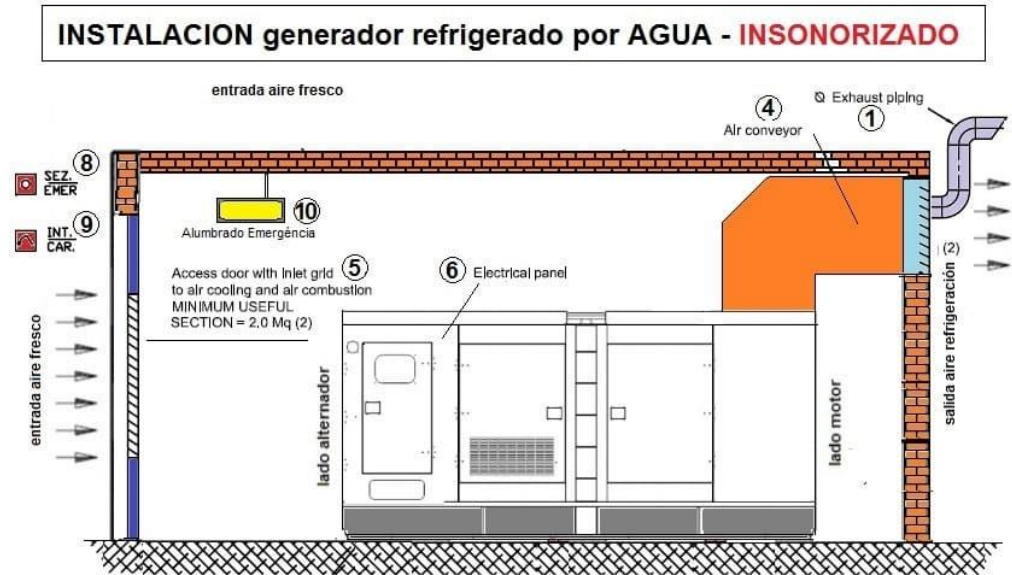 INSTALACION generador refrigerado por AGUA - INSONORIZADO
entrada aire fresco
Ø Exhaust piping
1
4
Air conveyor
8
SEZ.
EMER
9
INT.
CAR.
10
Alumbrado Emergência
Access door with inlet grid 5
to air cooling and air combustion
MINIMUM USEFUL
SECTION = 2,0 Mq (2)
6 Electrical panel
(2)
entrada aire fresco
lado alternador
lado motor
salida aire refrigeración